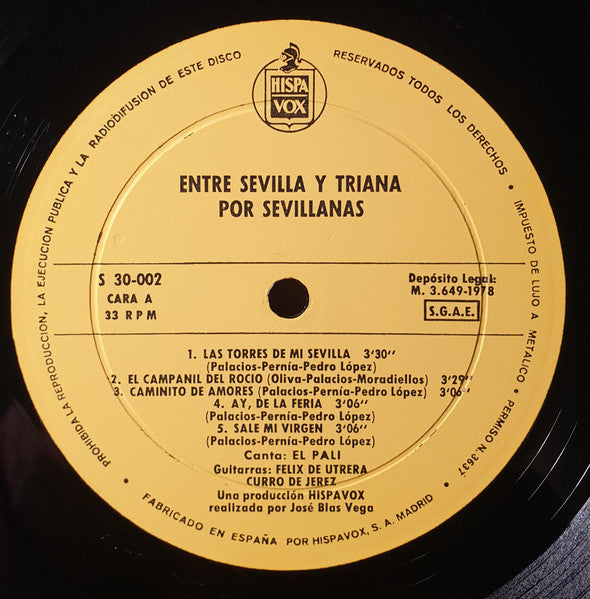 PROHIBIDA LA REPRODUCCION, LA EJECUCION PUBLICA Y LA RADIODIFUSION DE ESTE DISCO
RESERVADOS TODOS LOS DERECHOS • IMPUESTO DE LUJO A METALICO • PERMISO N. 3637
HISPA
VOX
ENTRE SEVILLA Y TRIANA
POR SEVILLANAS
S 30-002
CARA A
33 RPM
Depósito Legal:
M. 3.649-1978
S.G.A.E.
1. LAS TORRES DE MI SEVILLA 3'30''
(Palacios-Pernía-Pedro López)
2. EL CAMPANIL DEL ROCIO (Oliva-Palacios-Moradiellos) 3'29''
3. CAMINITO DE AMORES (Palacios-Pernía-Pedro López) 3'06''
4. AY, DE LA FERIA 3'06''
(Palacios-Pernía-Pedro López)
5. SALE MI VIRGEN 3'06''
(Palacios-Pernía-Pedro López)
Canta: EL PALI
Guitarras: FELIX DE UTRERA
CURRO DE JEREZ
Una producción HISPAVOX
realizada por José Blas Vega
• FABRICADO EN ESPAÑA POR HISPAVOX, S. A. MADRID •